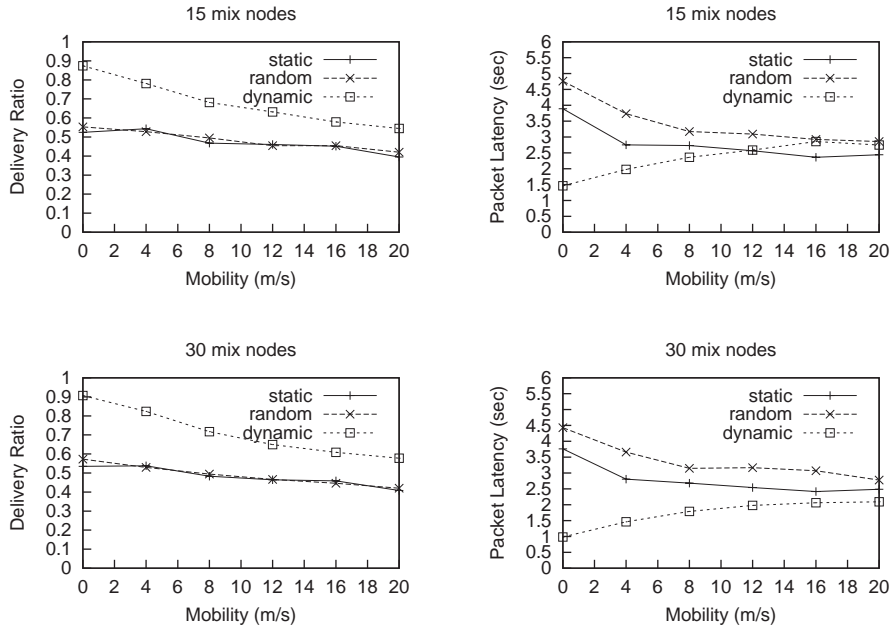 15 mix nodes
Delivery Ratio
1
0.9
0.8
0.7
0.6
0.5
0.4
0.3
0.2
0.1
0
static
random
dynamic
0 2 4 6 8 10 12 14 16 18 20
Mobility (m/s)
15 mix nodes
Packet Latency (sec)
6
5.5
5
4.5
4
3.5
3
2.5
2
1.5
1
0.5
0
static
random
dynamic
0 2 4 6 8 10 12 14 16 18 20
Mobility (m/s)
30 mix nodes
Delivery Ratio
1
0.9
0.8
0.7
0.6
0.5
0.4
0.3
0.2
0.1
0
static
random
dynamic
0 2 4 6 8 10 12 14 16 18 20
Mobility (m/s)
30 mix nodes
Packet Latency (sec)
6
5.5
5
4.5
4
3.5
3
2.5
2
1.5
1
0.5
0
static
random
dynamic
0 2 4 6 8 10 12 14 16 18 20
Mobility (m/s)